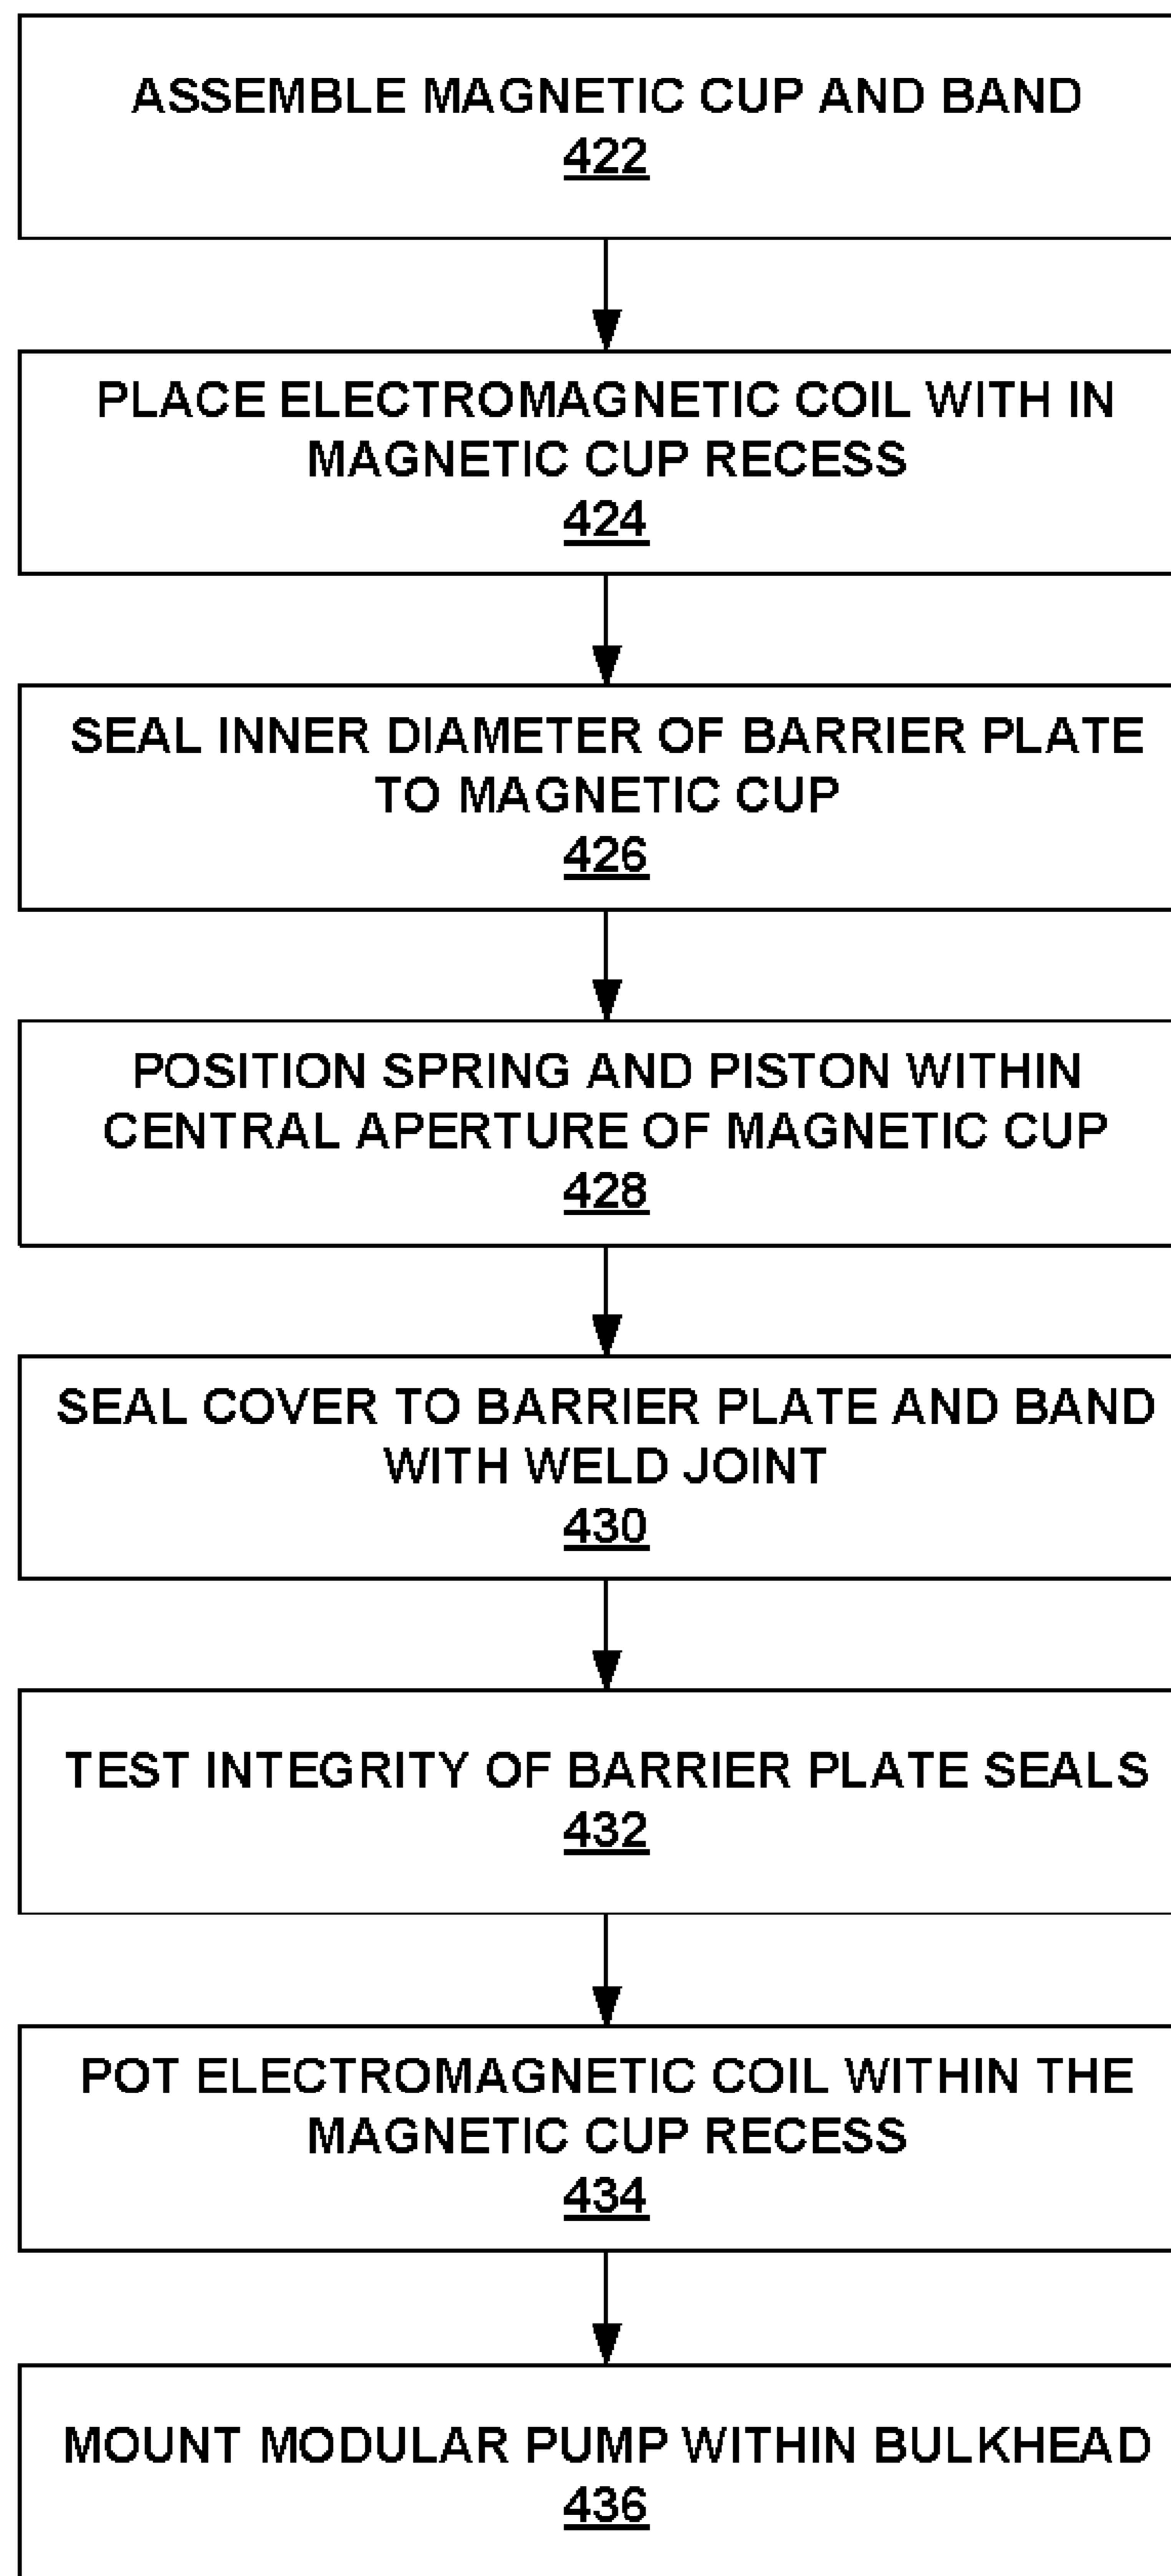 ASSEMBLE MAGNETIC CUP AND BAND
422
PLACE ELECTROMAGNETIC COIL WITH IN
MAGNETIC CUP RECESS
424
SEAL INNER DIAMETER OF BARRIER PLATE
TO MAGNETIC CUP
426
POSITION SPRING AND PISTON WITHIN
CENTRAL APERTURE OF MAGNETIC CUP
428
SEAL COVER TO BARRIER PLATE AND BAND
WITH WELD JOINT
430
TEST INTEGRITY OF BARRIER PLATE SEALS
432
POT ELECTROMAGNETIC COIL WITHIN THE
MAGNETIC CUP RECESS
434
MOUNT MODULAR PUMP WITHIN BULKHEAD
436